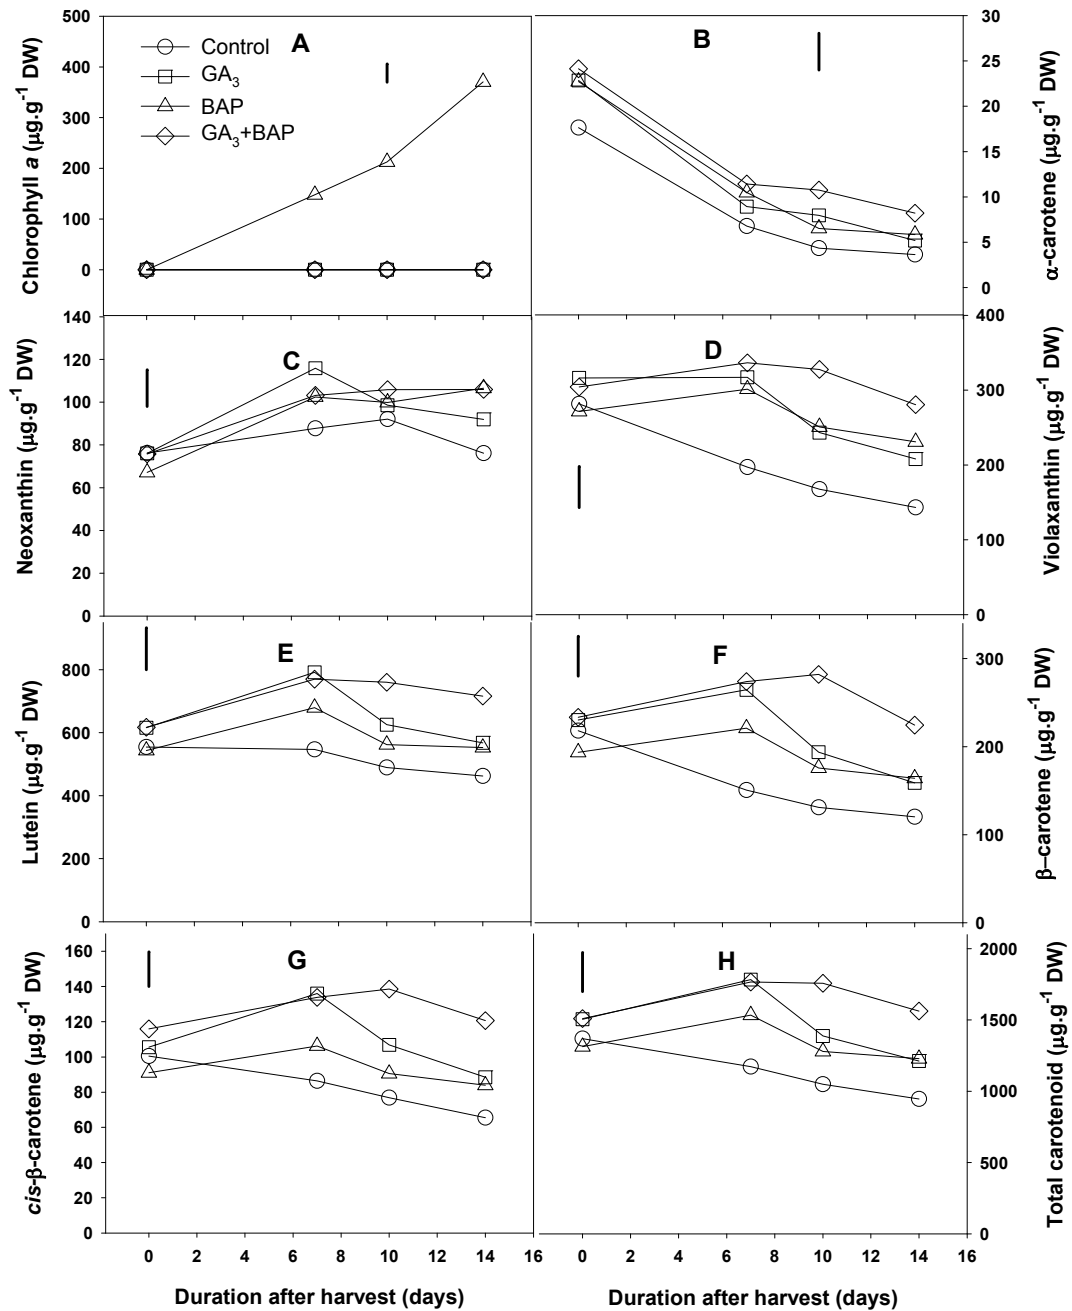 A
Control
GA3
BAP
GA3+BAP
500
400
300
200
100
0
Chlorophyll a (µg.g-1 DW)
B
30
25
20
15
10
5
0
α-carotene (µg.g-1 DW)
C
140
120
100
80
60
40
20
0
Neoxanthin (µg.g-1 DW)
D
400
300
200
100
0
Violaxanthin (µg.g-1 DW)
E
800
600
400
200
0
Lutein (µg.g-1 DW)
F
300
200
100
0
β–carotene (µg.g-1 DW)
G
160
140
120
100
80
60
40
20
0
cis-β-carotene (µg.g-1 DW)
H
2000
1500
1000
500
0
Total carotenoid (µg.g-1 DW)
0 2 4 6 8 10 12 14 16
0 2 4 6 8 10 12 14 16
Duration after harvest (days)
Duration after harvest (days)